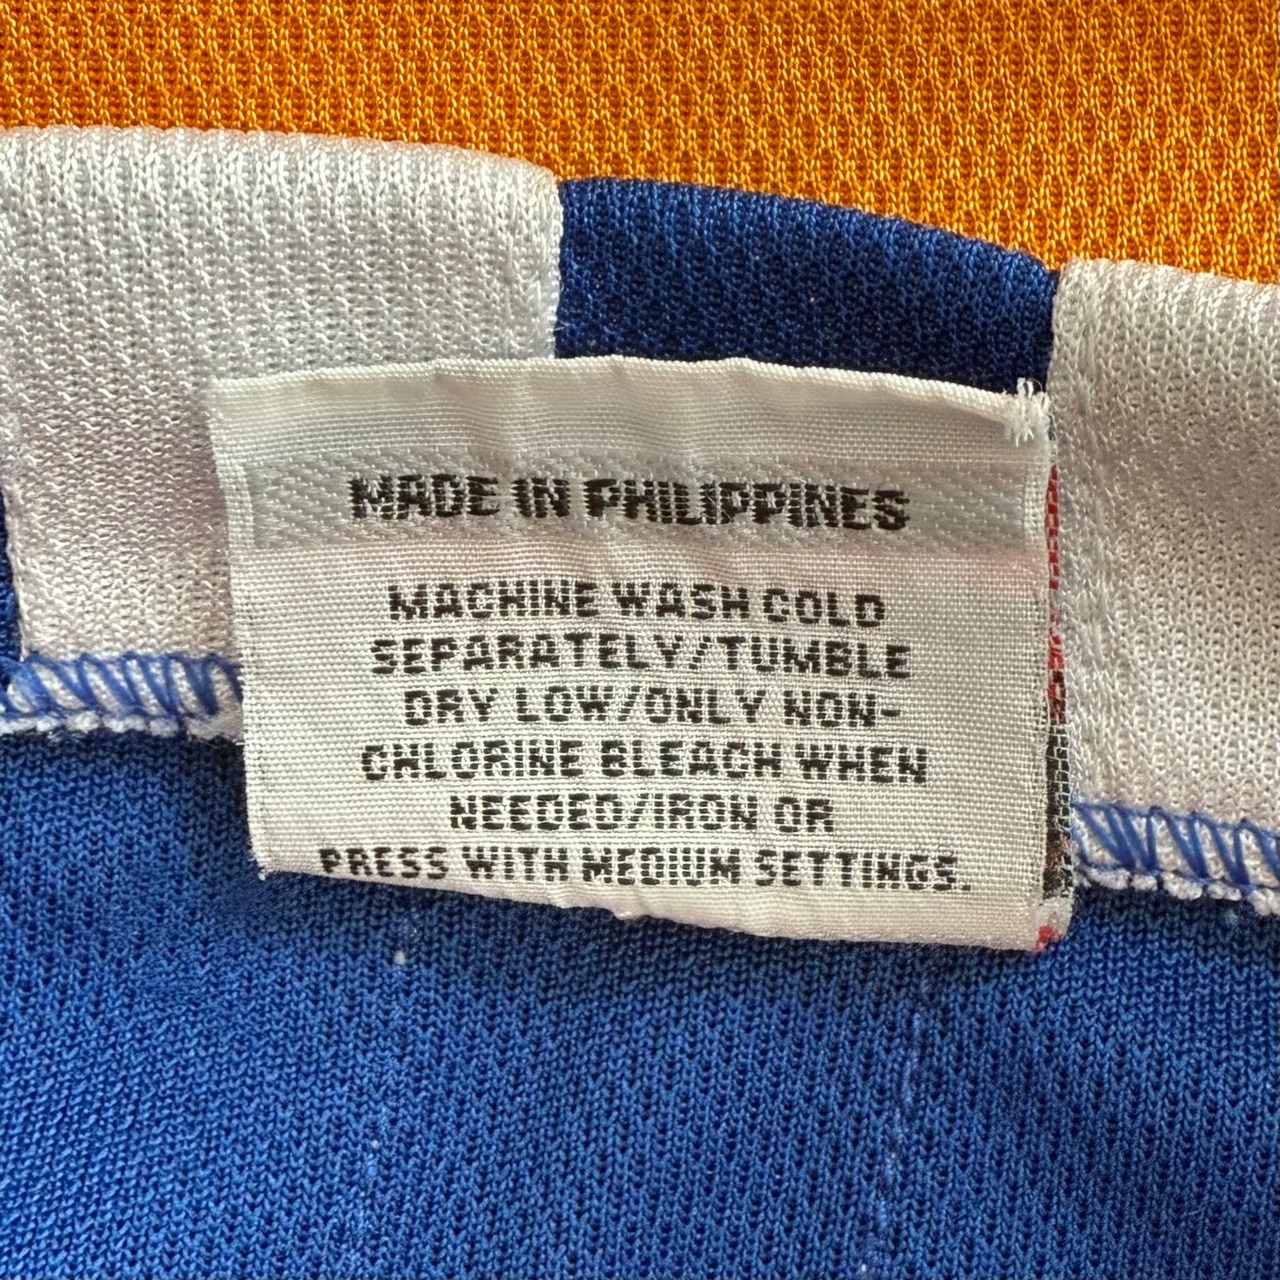 MADE IN PHILIPPINES
MACHINE WASH COLD
SEPARATELY/TUMBLE
DRY LOW/ONLY NON-
CHLORINE BLEACH WHEN
NEEDED/IRON OR
PRESS WITH MEDIUM SETTINGS.